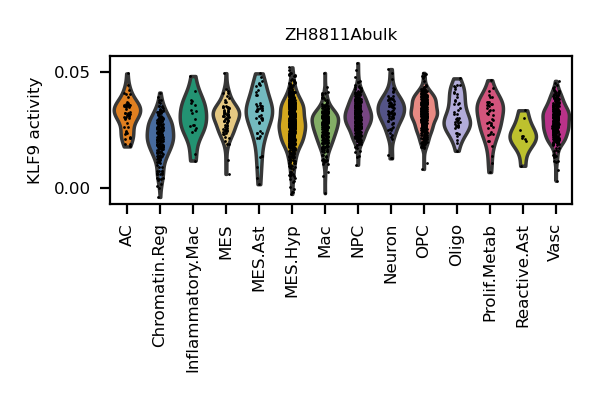 ZH8811Abulk
KLF9 activity
0.05
0.00
AC
Chromatin.Reg
Inflammatory.Mac
MES
MES.Ast
MES.Hyp
Mac
NPC
Neuron
OPC
Oligo
Prolif.Metab
Reactive.Ast
Vasc